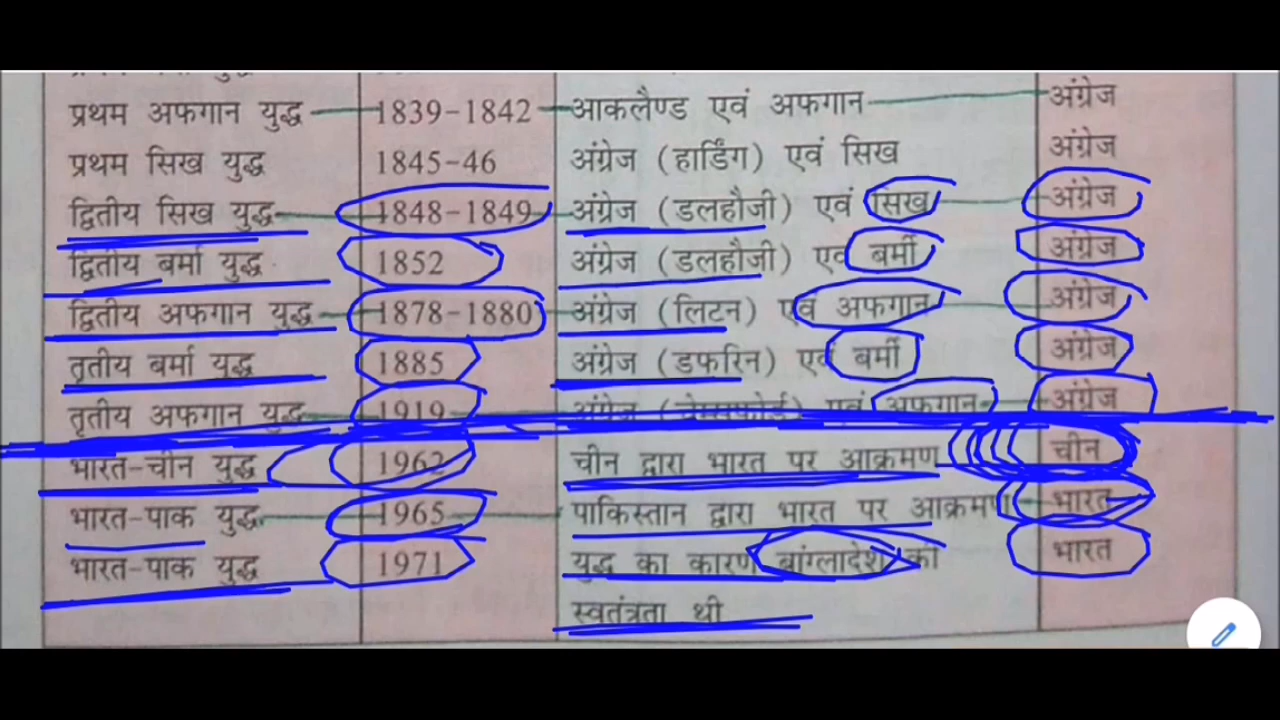 प्रथम अफगान युद्ध 1839-1842 आकलैण्ड एवं अफगान अंग्रेज
प्रथम सिख युद्ध 1845-46 अंग्रेज (हार्डिंग) एवं सिख अंग्रेज
द्वितीय सिख युद्ध 1848-1849 अंग्रेज (डलहौजी) एवं सिख अंग्रेज
द्वितीय बर्मा युद्ध 1852 अंग्रेज (डलहौजी) एवं बर्मी अंग्रेज
द्वितीय अफगान युद्ध 1878-1880 अंग्रेज (लिटन) एवं अफगान अंग्रेज
तृतीय बर्मा युद्ध 1885 अंग्रेज (डफरिन) एवं बर्मी अंग्रेज
तृतीय अफगान युद्ध 1919 अंग्रेज (चेम्सफोर्ड) एवं अफगान अंग्रेज
भारत-चीन युद्ध 1962 चीन द्वारा भारत पर आक्रमण चीन
भारत-पाक युद्ध 1965 पाकिस्तान द्वारा भारत पर आक्रमण भारत
भारत-पाक युद्ध 1971 युद्ध का कारण बांग्लादेश की भारत
स्वतंत्रता थी